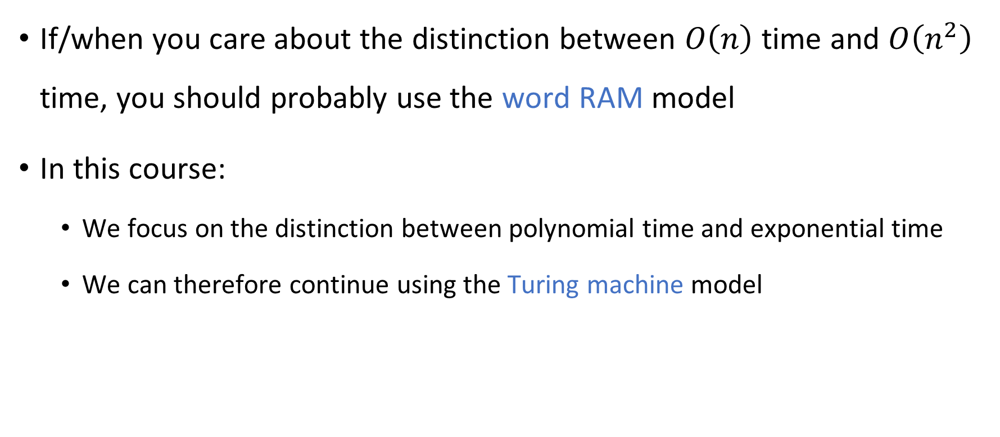 • If/when you care about the distinction between O(n) time and O(n²)
time, you should probably use the word RAM model
• In this course:
• We focus on the distinction between polynomial time and exponential time
• We can therefore continue using the Turing machine model